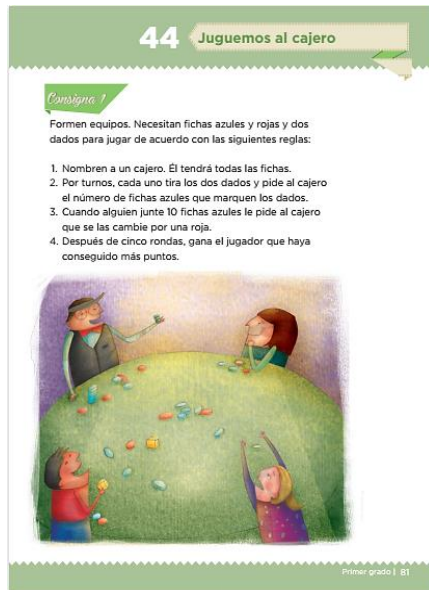 44 Juguemos al cajero
Consigna 1
Formen equipos. Necesitan fichas azules y rojas y dos
dados para jugar de acuerdo con las siguientes reglas:
1. Nombren a un cajero. Él tendrá todas las fichas.
2. Por turnos, cada uno tira los dos dados y pide al cajero
el número de fichas azules que marquen los dados.
3. Cuando alguien junte 10 fichas azules le pide al cajero
que se las cambie por una roja.
4. Después de cinco rondas, gana el jugador que haya
conseguido más puntos.
Primer grado | 81